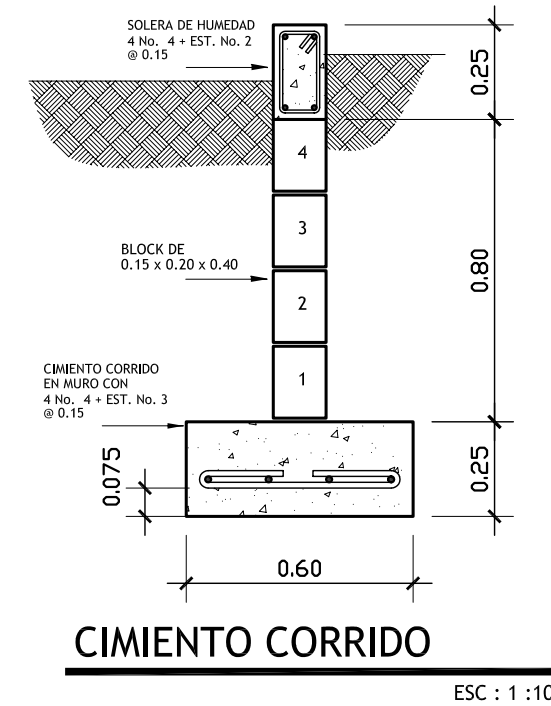 SOLERA DE HUMEDAD
4 No. 4 + EST. No. 2
@ 0.15
0.25
4
3
BLOCK DE
0.15 x 0.20 x 0.40
0.80
2
1
CIMIENTO CORRIDO
EN MURO CON
4 No. 4 + EST. No. 3
@ 0.15
0.075
0.25
0.60
CIMIENTO CORRIDO
ESC : 1 :10